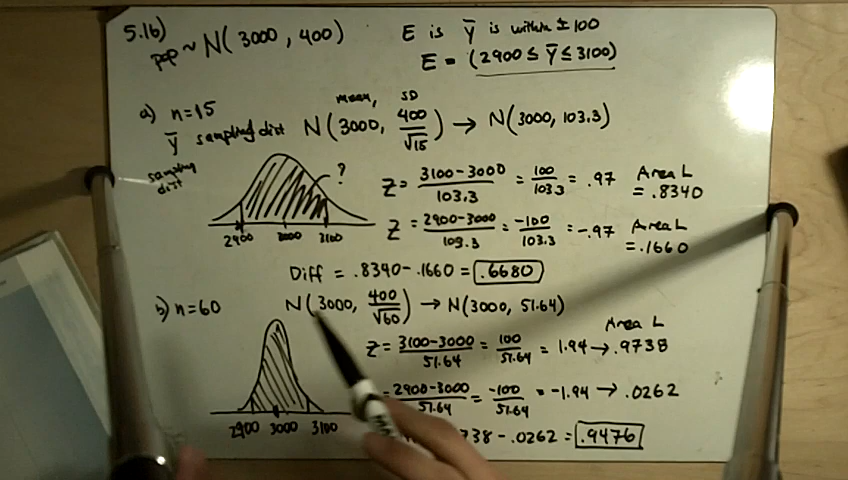 5.16)
pop ~ N(3000, 400)
E is ȳ is within ±100
E = (2900 ≤ ȳ ≤ 3100)
a) n=15
mean, SD
ȳ sampling dist N(3000, 400/√15) → N(3000, 103.3)
sampling dist
?
2900 3000 3100
Z = 3100-3000/103.3 = 100/103.3 = .97 Area L = .8340
Z = 2900-3000/103.3 = -100/103.3 = -.97 Area L = .1660
Diff = .8340 - .1660 = .6680
b) n=60 N(3000, 400/√60) → N(3000, 51.64)
Area L
Z = 3100-3000/51.64 = 100/51.64 = 1.94 → .9738
= 2900-3000/51.64 = -100/51.64 = -1.94 → .0262
2900 3000 3100
738 - .0262 = .9476